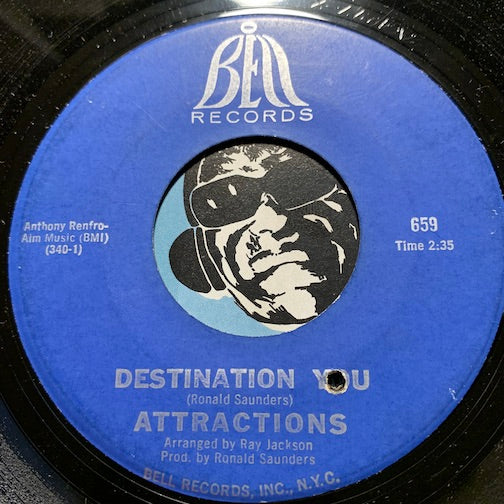 BELL
RECORDS
Anthony Renfro-
Aim Music (BMI)
(340-1)
659
Time 2:35
DESTINATION YOU
(Ronald Saunders)
ATTRACTIONS
Arranged by Ray Jackson
Prod. by Ronald Saunders
BELL RECORDS, INC., N.Y.C.